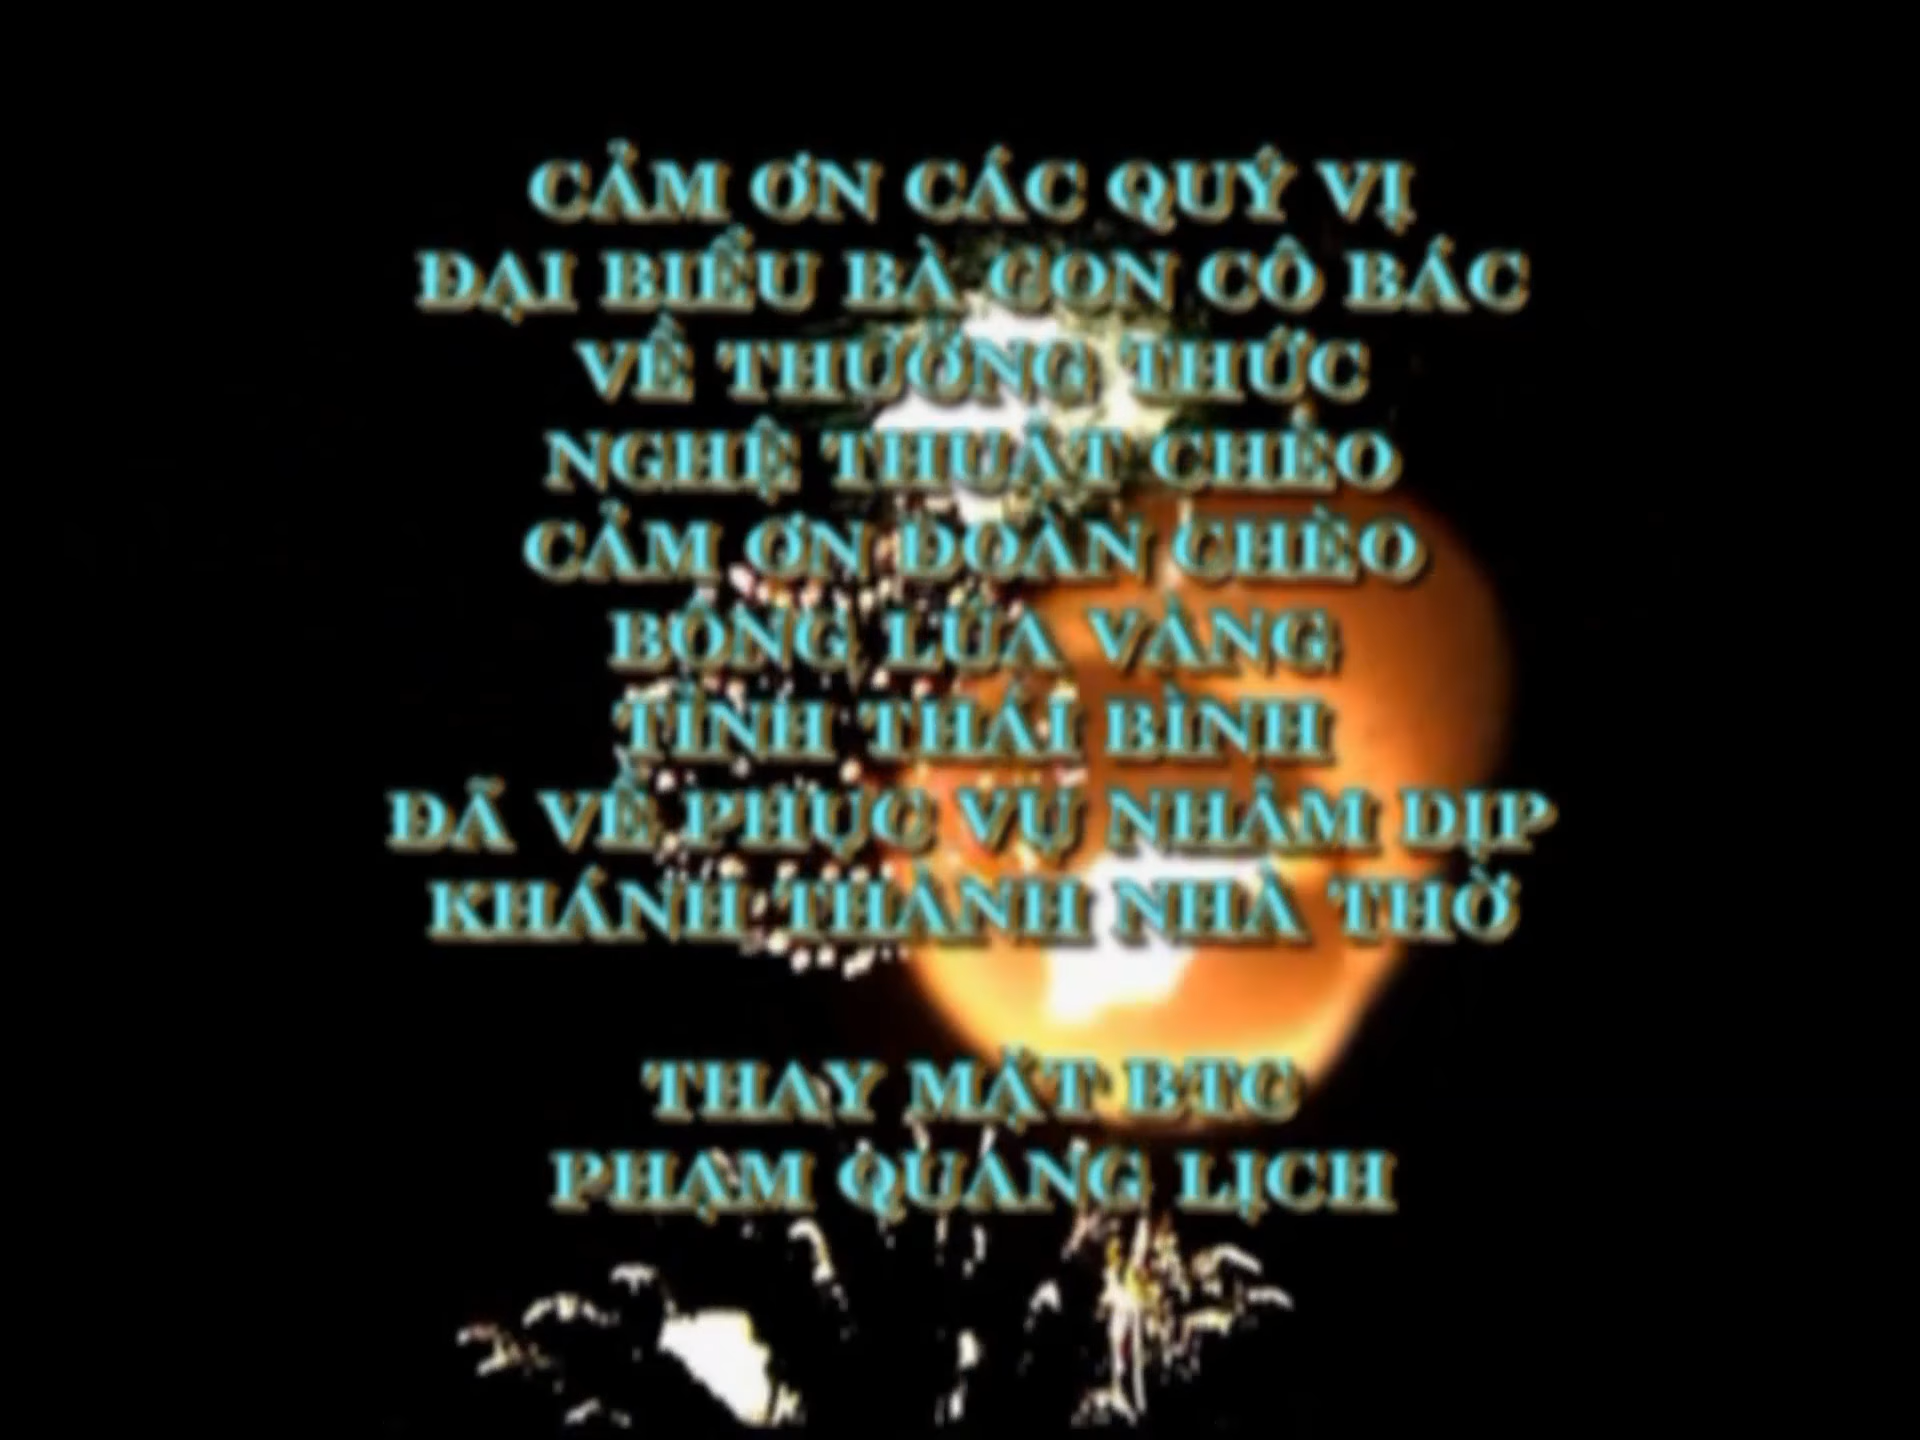 CẢM ƠN CÁC QUÝ VỊ
ĐẠI BIỂU BÀ CON CÔ BÁC
VỀ THƯỞNG THỨC
NGHỆ THUẬT CHÈO
CẢM ƠN ĐOÀN CHÈO
BÔNG LÚA VÀNG
TỈNH THÁI BÌNH
ĐÃ VỀ PHỤC VỤ NHÂM DỊP
KHÁNH THÀNH NHÀ THỜ
THAY MẶT BTC
PHẠM QUANG LỊCH